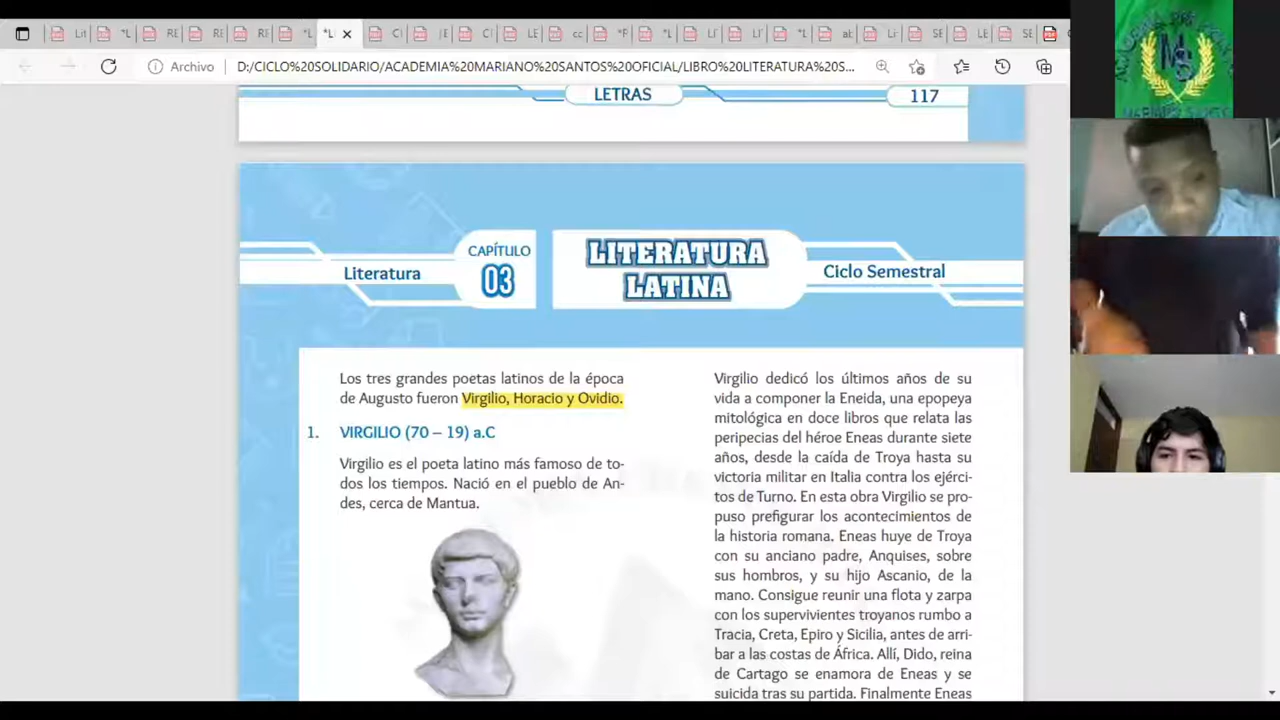 Archivo
D:/CICLO%20SOLIDARIO/ACADEMIA%20MARIANO%20SANTOS%20OFICIAL/LIBRO%20LITERATURA%20S...
LETRAS
117
Literatura
CAPÍTULO
03
LITERATURA
LATINA
Ciclo Semestral
Los tres grandes poetas latinos de la época
de Augusto fueron Virgilio, Horacio y Ovidio.
1. VIRGILIO (70 – 19) a.C
Virgilio es el poeta latino más famoso de to-
dos los tiempos. Nació en el pueblo de An-
des, cerca de Mantua.
Virgilio dedicó los últimos años de su
vida a componer la Eneida, una epopeya
mitológica en doce libros que relata las
peripecias del héroe Eneas durante siete
años, desde la caída de Troya hasta su
victoria militar en Italia contra los ejérci-
tos de Turno. En esta obra Virgilio se pro-
puso prefigurar los acontecimientos de
la historia romana. Eneas huye de Troya
con su anciano padre, Anquises, sobre
sus hombros, y su hijo Ascanio, de la
mano. Consigue reunir una flota y zarpa
con los supervivientes troyanos rumbo a
Tracia, Creta, Epiro y Sicilia, antes de arri-
bar a las costas de África. Allí, Dido, reina
de Cartago se enamora de Eneas y se
suicida tras su partida. Finalmente Eneas